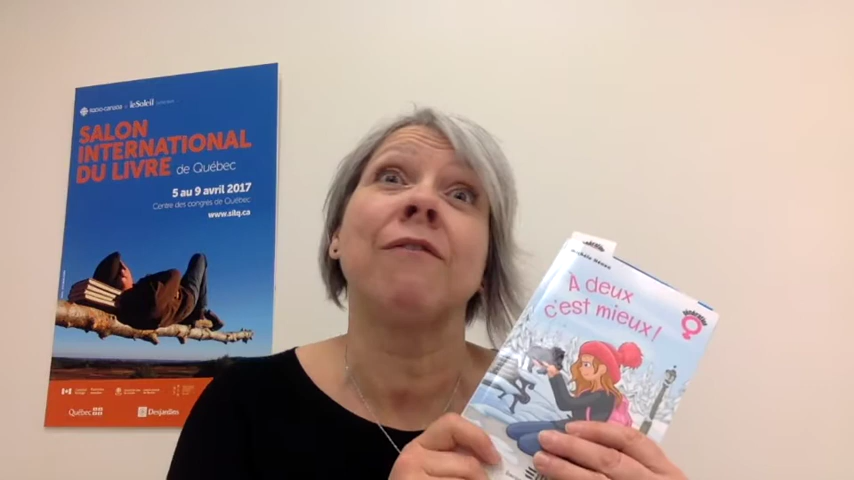 Radio-Canada leSoleil
SALON
INTERNATIONAL
DU LIVRE de Québec
5 au 9 avril 2017
Centre des congrès de Québec
www.silq.ca
Québec
Desjardins
À deux
c'est mieux!